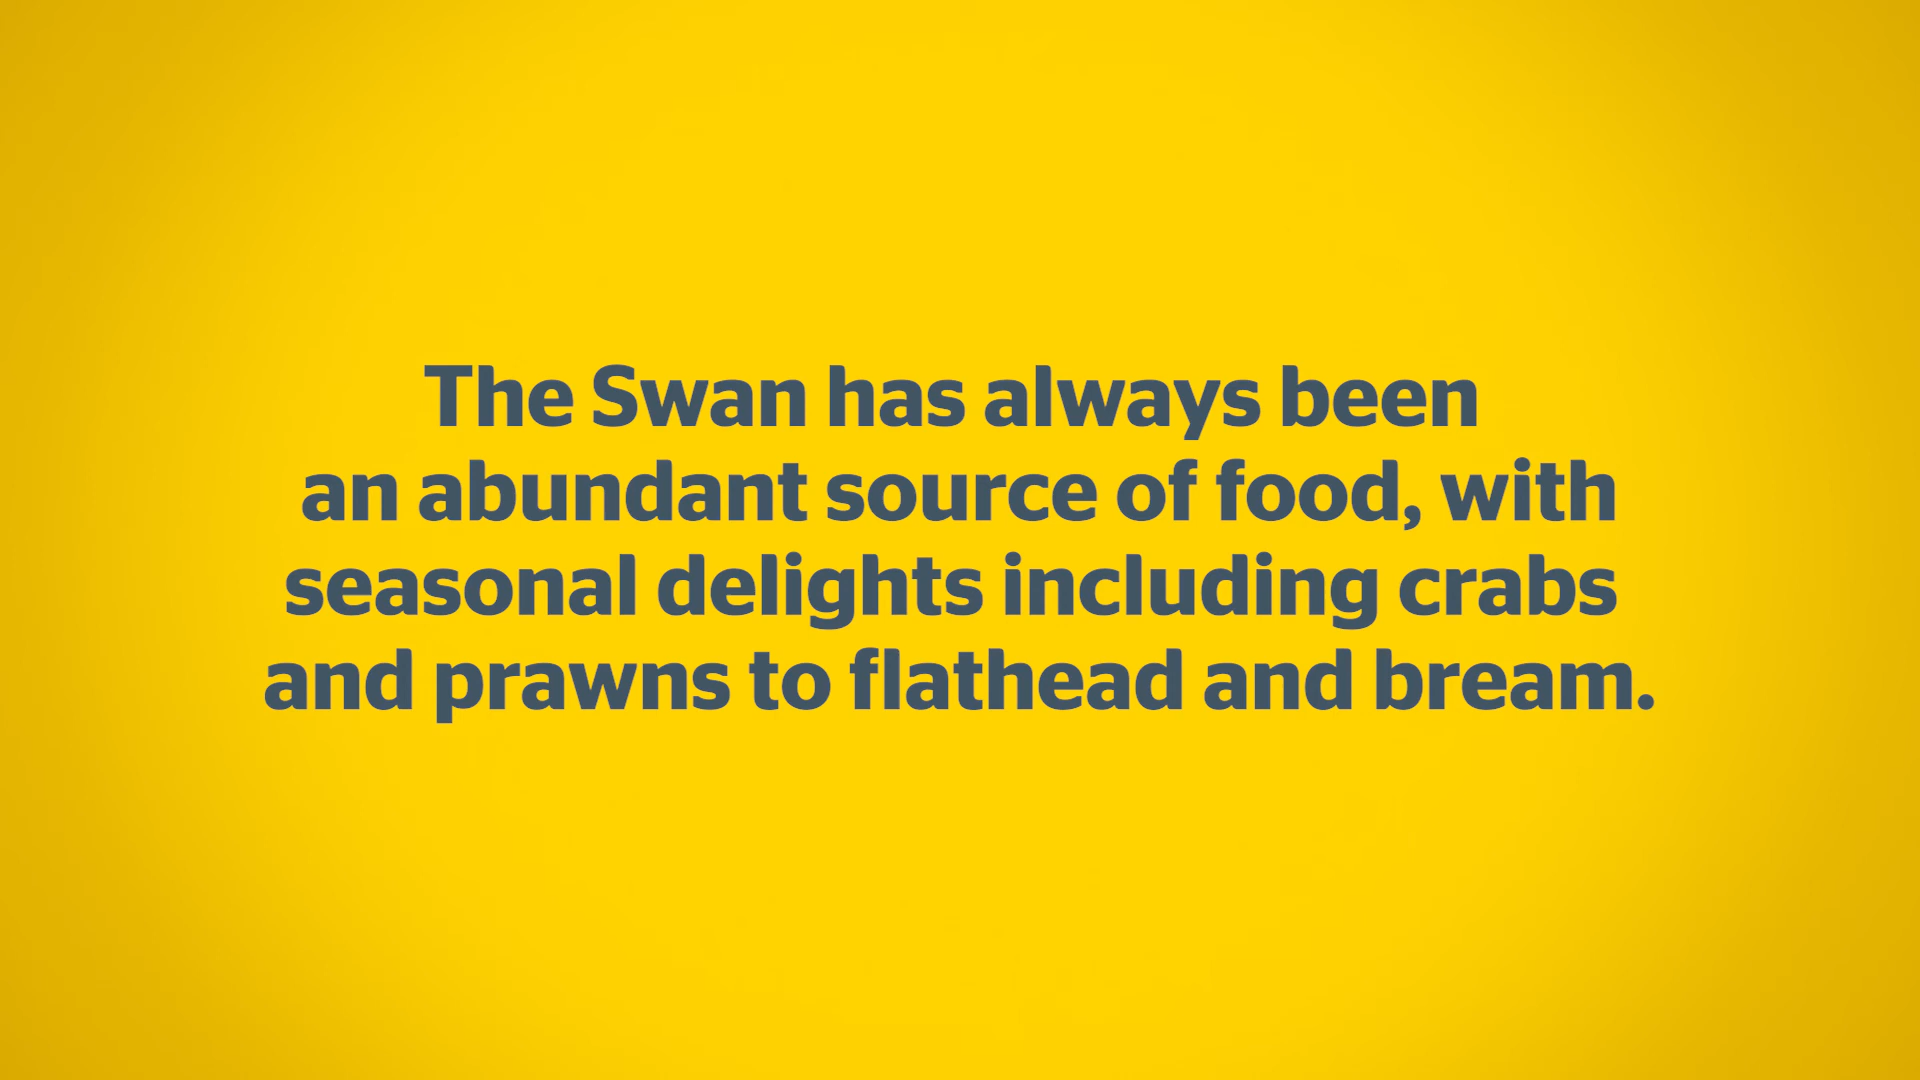 The Swan has always been
an abundant source of food, with
seasonal delights including crabs
and prawns to flathead and bream.